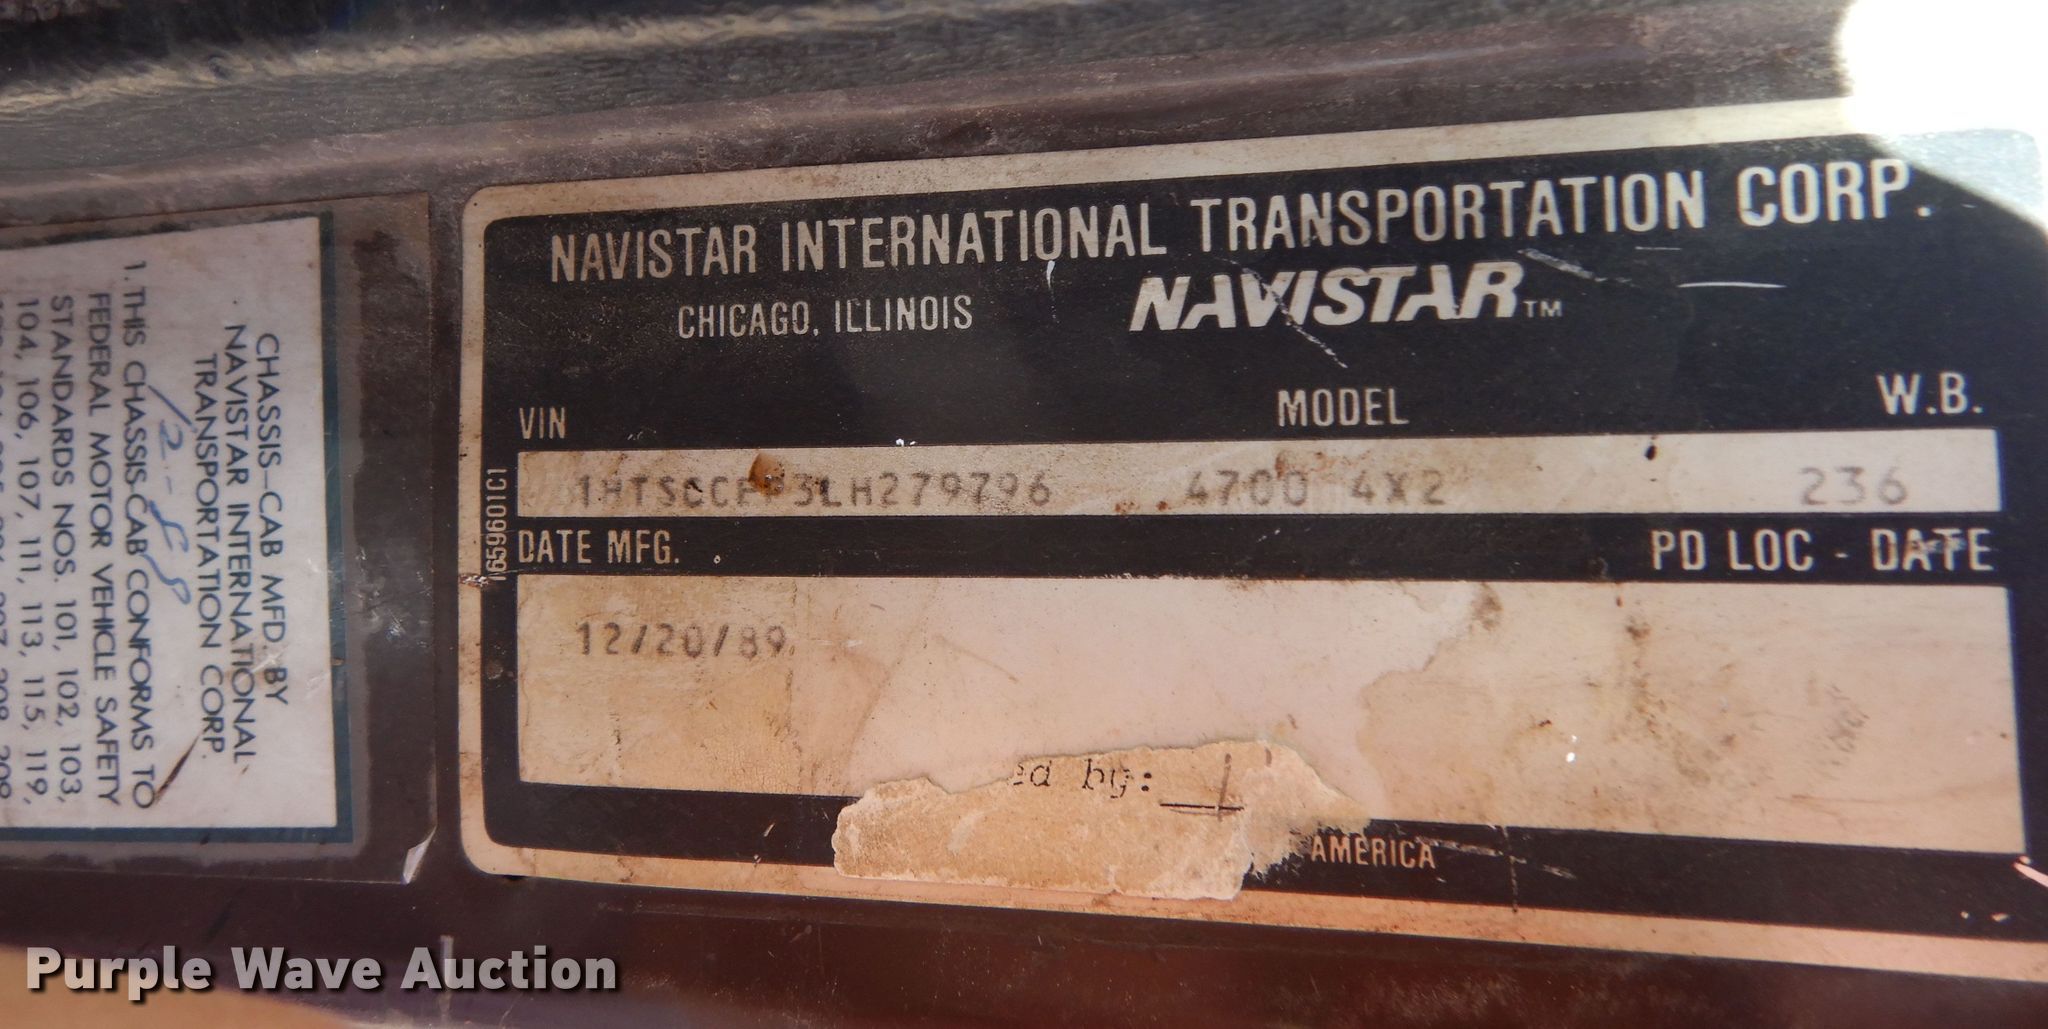 CHASSIS-CAB MFD. BY
NAVISTAR INTERNATIONAL
TRANSPORTATION CORP.
1. THIS CHASSIS-CAB CONFORMS TO
FEDERAL MOTOR VEHICLE SAFETY
STANDARDS NOS. 101, 102, 103,
104, 106, 107, 111, 113, 115, 119,
NAVISTAR INTERNATIONAL TRANSPORTATION CORP.
CHICAGO, ILLINOIS
NAVISTAR™
VIN MODEL W.B.
4700 4X2 236
1659601C1
DATE MFG. PD LOC - DATE
12/20/89
by:
AMERICA
Purple Wave Auction